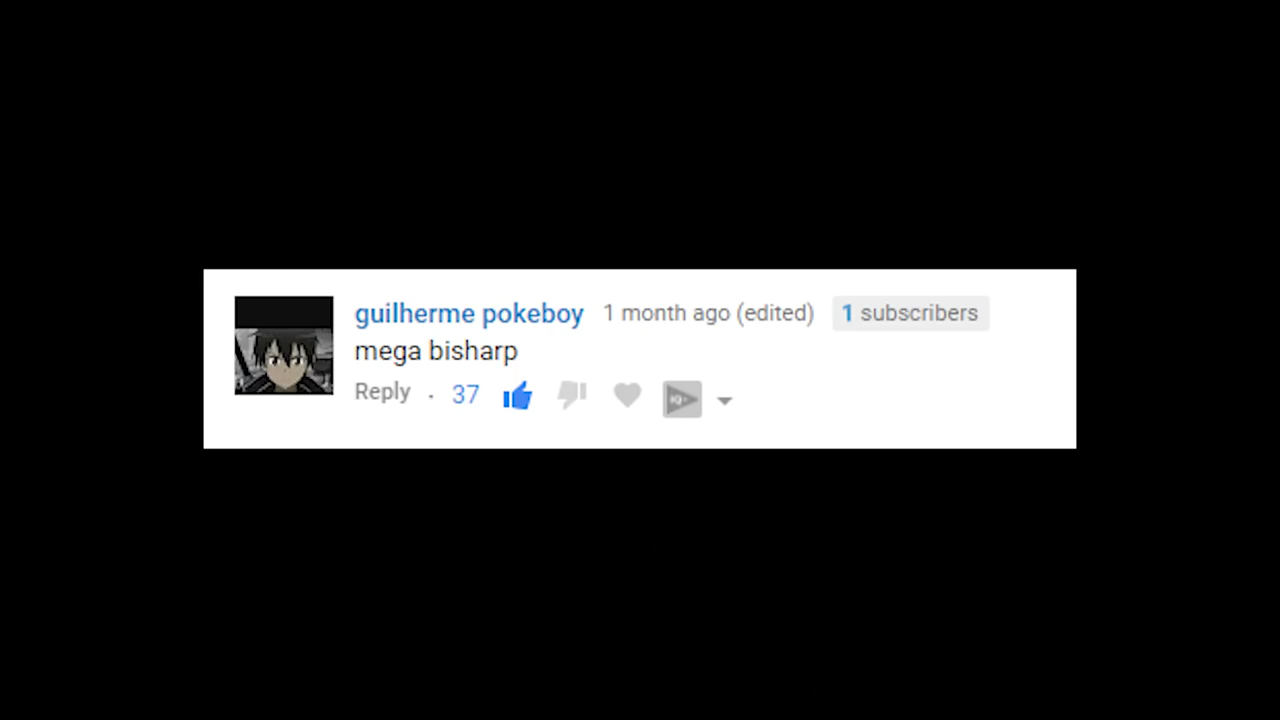 guilherme pokeboy 1 month ago (edited) 1 subscribers
mega bisharp
Reply · 37